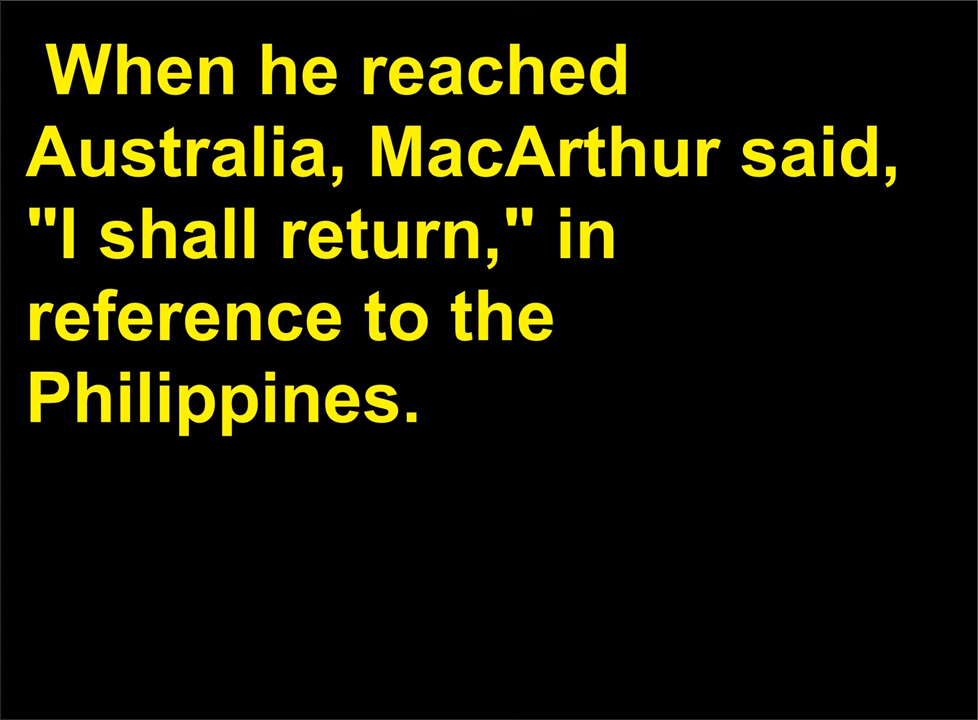 When he reached
Australia, MacArthur said,
"I shall return," in
reference to the
Philippines.